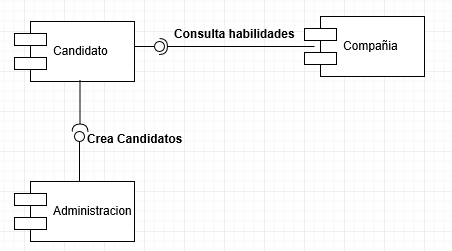 Consulta habilidades
Candidato
Compañia
Crea Candidatos
Administracion